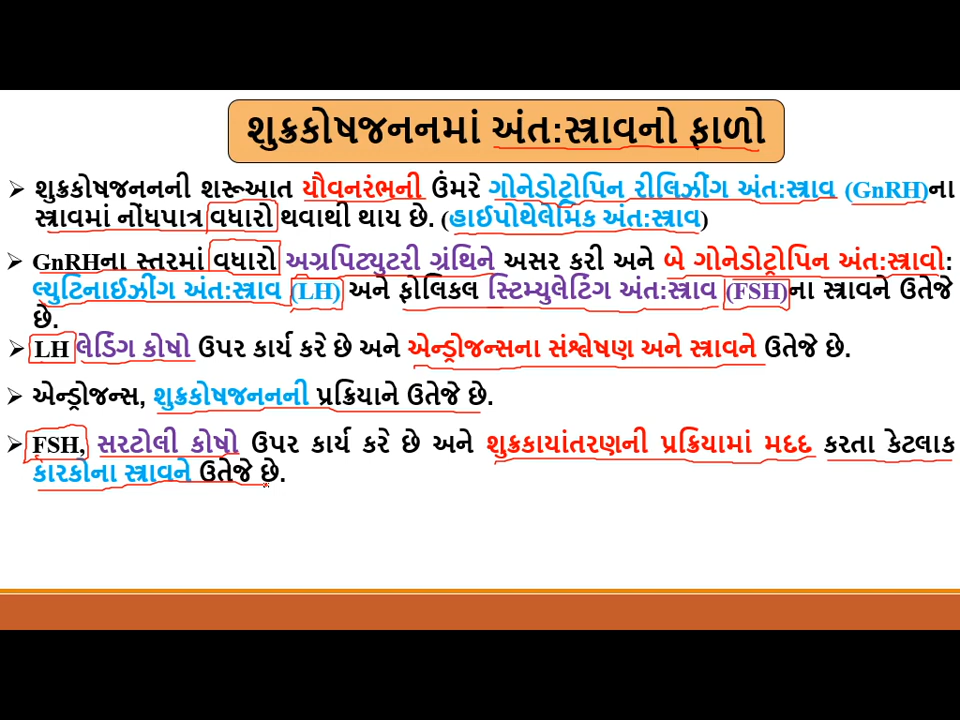 શુક્રકોષજનનમાં અંત:સ્ત્રાવનો ફાળો
➢ શુક્રકોષજનનની શરૂઆત યૌવનરંભની ઉંમરે ગોનેડોટ્રોપિન રીલિઝીંગ અંત:સ્ત્રાવ (GnRH)ના
સ્ત્રાવમાં નોંધપાત્ર વધારો થવાથી થાય છે. (હાઈપોથેલેમિક અંત:સ્ત્રાવ)
➢ GnRHના સ્તરમાં વધારો અગ્રપિટ્યુટરી ગ્રંથિને અસર કરી અને બે ગોનેડોટ્રોપિન અંત:સ્ત્રાવો:
લ્યુટિનાઈઝીંગ અંત:સ્ત્રાવ (LH) અને ફોલિકલ સ્ટિમ્યુલેટિંગ અંત:સ્ત્રાવ (FSH)ના સ્ત્રાવને ઉતેજે
છે.
➢ LH લેડિંગ કોષો ઉપર કાર્ય કરે છે અને એન્ડ્રોજન્સના સંશ્લેષણ અને સ્ત્રાવને ઉતેજે છે.
➢ એન્ડ્રોજન્સ, શુક્રકોષજનનની પ્રક્રિયાને ઉતેજે છે.
➢ FSH, સરટોલી કોષો ઉપર કાર્ય કરે છે અને શુક્રકાયાંતરણની પ્રક્રિયામાં મદદ કરતા કેટલાક
કારકોના સ્ત્રાવને ઉતેજે છે.